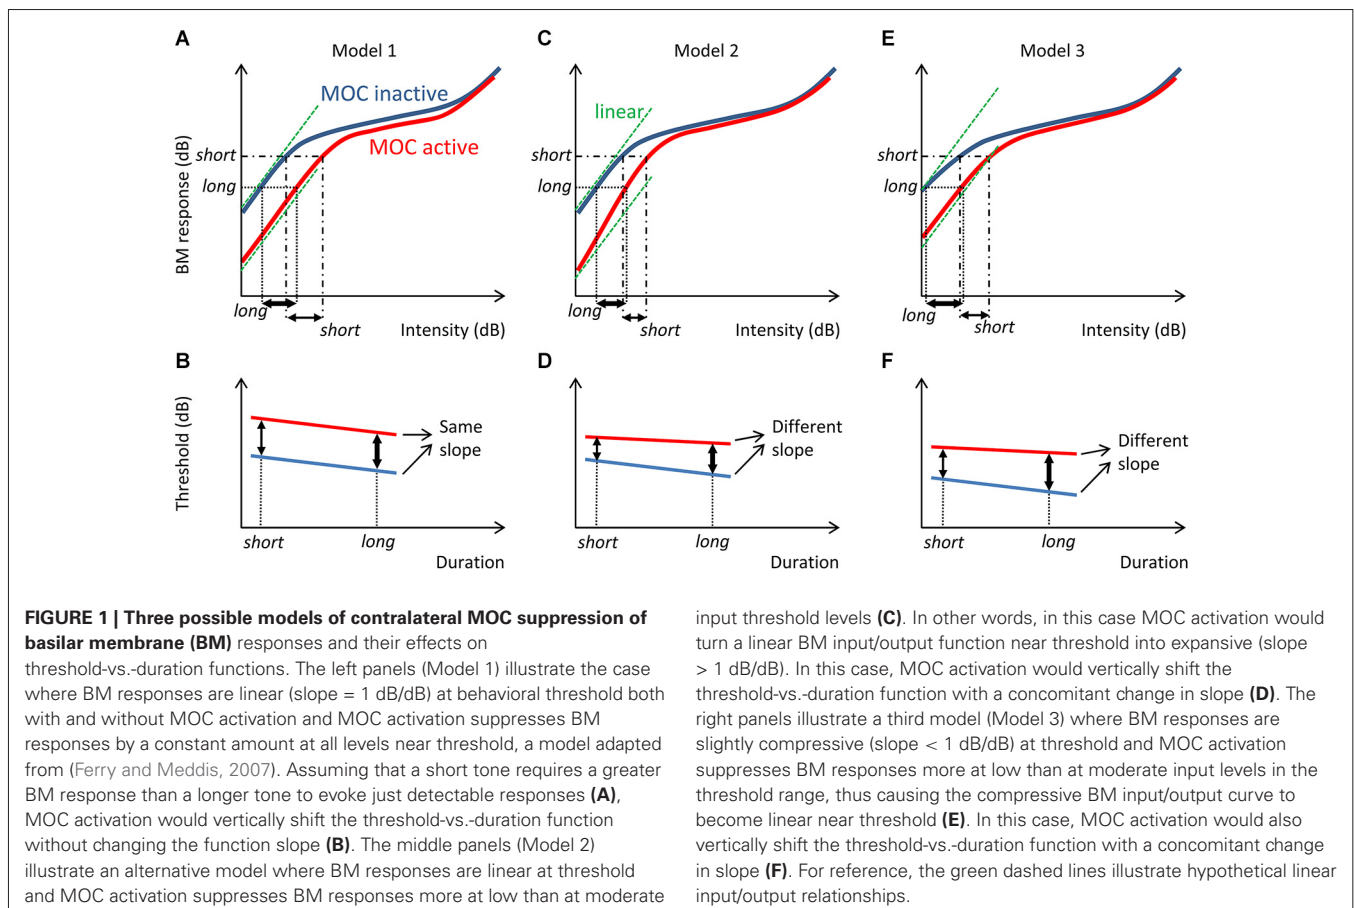 A
Model 1
MOC inactive
MOC active
BM response (dB)
short
long
long
short
Intensity (dB)
C
Model 2
linear
short
long
long
short
Intensity (dB)
E
Model 3
short
long
long
short
Intensity (dB)
B
Threshold (dB)
Same
slope
short
long
Duration
D
Different
slope
short
long
Duration
F
Different
slope
short
long
Duration
FIGURE 1 | Three possible models of contralateral MOC suppression of
basilar membrane (BM) responses and their effects on
threshold-vs.-duration functions. The left panels (Model 1) illustrate the case
where BM responses are linear (slope = 1 dB/dB) at behavioral threshold both
with and without MOC activation and MOC activation suppresses BM
responses by a constant amount at all levels near threshold, a model adapted
from (Ferry and Meddis, 2007). Assuming that a short tone requires a greater
BM response than a longer tone to evoke just detectable responses (A),
MOC activation would vertically shift the threshold-vs.-duration function
without changing the function slope (B). The middle panels (Model 2)
illustrate an alternative model where BM responses are linear at threshold
and MOC activation suppresses BM responses more at low than at moderate
input threshold levels (C). In other words, in this case MOC activation would
turn a linear BM input/output function near threshold into expansive (slope
> 1 dB/dB). In this case, MOC activation would vertically shift the
threshold-vs.-duration function with a concomitant change in slope (D). The
right panels illustrate a third model (Model 3) where BM responses are
slightly compressive (slope < 1 dB/dB) at threshold and MOC activation
suppresses BM responses more at low than at moderate input levels in the
threshold range, thus causing the compressive BM input/output curve to
become linear near threshold (E). In this case, MOC activation would also
vertically shift the threshold-vs.-duration function with a concomitant change
in slope (F). For reference, the green dashed lines illustrate hypothetical linear
input/output relationships.